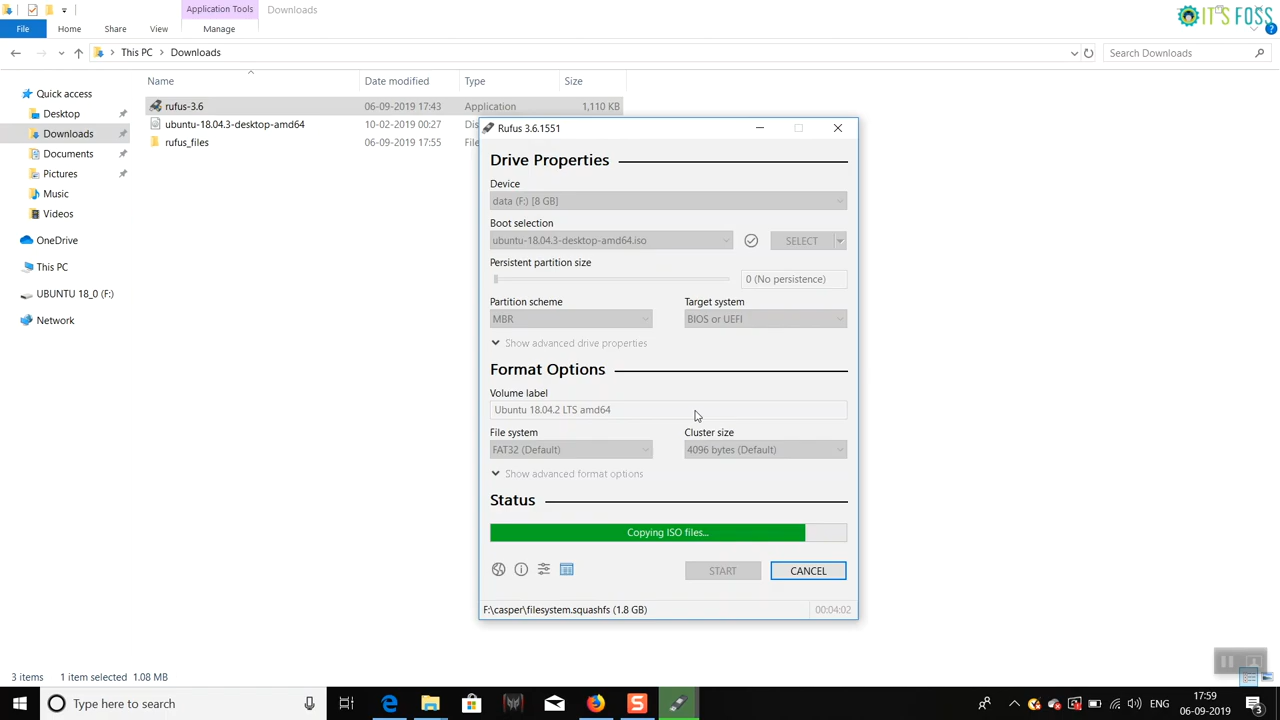 Application Tools
Downloads
IT'S FOSS
File
Home
Share
View
Manage
This PC
Downloads
Search Downloads
Name
Date modified
Type
Size
Quick access
Desktop
Downloads
Documents
Pictures
Music
Videos
OneDrive
This PC
UBUNTU 18_0 (F:)
Network
rufus-3.6
06-09-2019 17:43
Application
1,110 KB
ubuntu-18.04.3-desktop-amd64
10-02-2019 00:27
rufus_files
06-09-2019 17:55
Rufus 3.6.1551
Drive Properties
Device
data (F:) [8 GB]
Boot selection
ubuntu-18.04.3-desktop-amd64.iso
SELECT
Persistent partition size
0 (No persistence)
Partition scheme
Target system
MBR
BIOS or UEFI
Show advanced drive properties
Format Options
Volume label
Ubuntu 18.04.2 LTS amd64
File system
Cluster size
FAT32 (Default)
4096 bytes (Default)
Show advanced format options
Status
Copying ISO files...
START
CANCEL
F:\casper\filesystem.squashfs (1.8 GB)
00:04:02
3 items
1 item selected 1.08 MB
Type here to search
ENG
17:59
06-09-2019
3